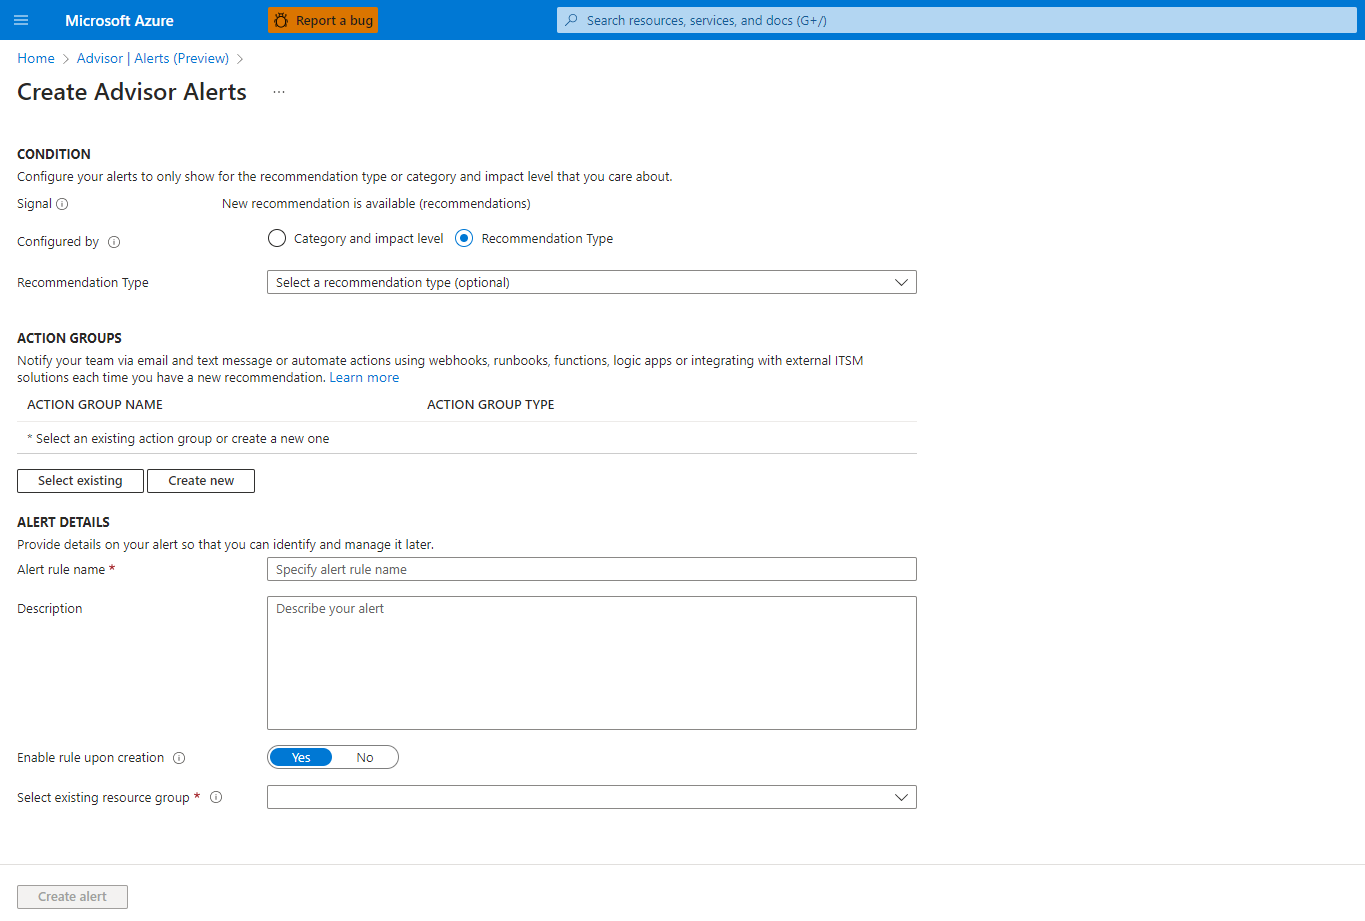 Microsoft Azure
Report a bug
Search resources, services, and docs (G+/)
Home > Advisor | Alerts (Preview) >
Create Advisor Alerts ...
CONDITION
Configure your alerts to only show for the recommendation type or category and impact level that you care about.
Signal New recommendation is available (recommendations)
Configured by Category and impact level Recommendation Type
Recommendation Type Select a recommendation type (optional)
ACTION GROUPS
Notify your team via email and text message or automate actions using webhooks, runbooks, functions, logic apps or integrating with external ITSM
solutions each time you have a new recommendation. Learn more
ACTION GROUP NAME ACTION GROUP TYPE
* Select an existing action group or create a new one
Select existing Create new
ALERT DETAILS
Provide details on your alert so that you can identify and manage it later.
Alert rule name * Specify alert rule name
Description Describe your alert
Enable rule upon creation Yes No
Select existing resource group *
Create alert